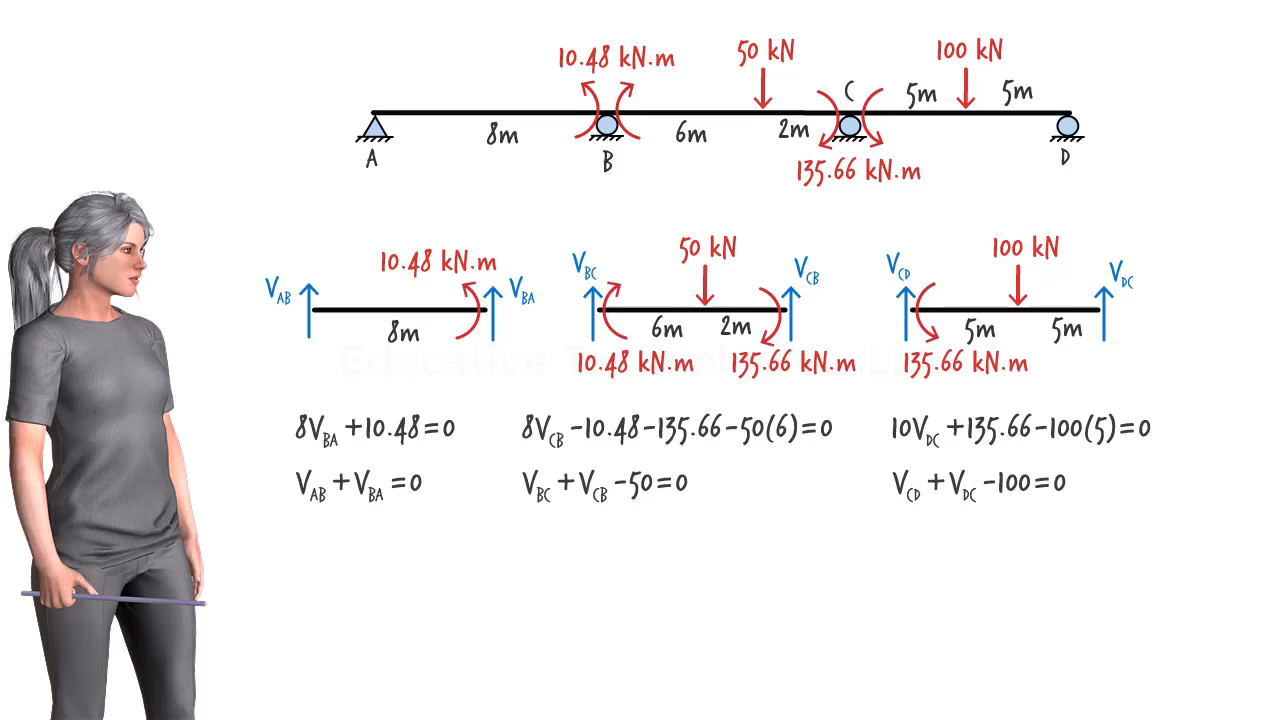 10.48 kN.m
50 kN
100 kN
C
5m
5m
8m
6m
2m
A
B
D
135.66 kN.m
50 kN
100 kN
10.48 kN.m
V_BC
V_CB
V_CD
V_DC
V_AB
V_BA
8m
6m
2m
5m
5m
10.48 kN.m
135.66 kN.m
135.66 kN.m
8V_BA +10.48=0
8V_CB -10.48-135.66-50(6)=0
10V_DC +135.66-100(5)=0
V_AB +V_BA =0
V_BC +V_CB -50=0
V_CD +V_DC -100=0
Educative